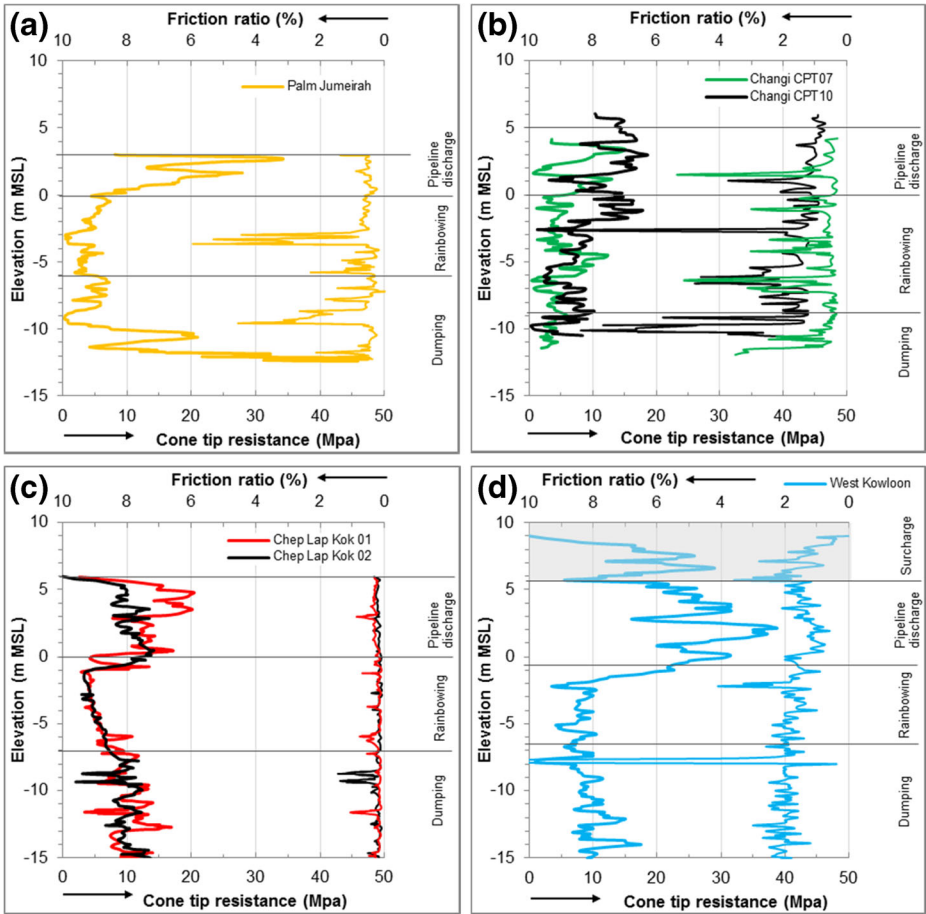 (a)
Friction ratio (%)
10 8 6 4 2 0
Palm Jumeirah
Elevation (m MSL)
10
5
0
-5
-10
-15
Pipeline
discharge
Rainbowing
Dumping
0 10 20 30 40 50
Cone tip resistance (Mpa)
(b)
Friction ratio (%)
10 8 6 4 2 0
Changi CPT07
Changi CPT10
Elevation (m MSL)
10
5
0
-5
-10
-15
Pipeline
discharge
Rainbowing
Dumping
0 10 20 30 40 50
Cone tip resistance (Mpa)
(c)
Friction ratio (%)
10 8 6 4 2 0
Chep Lap Kok 01
Chep Lap Kok 02
Elevation (m MSL)
10
5
0
-5
-10
-15
Pipeline
discharge
Rainbowing
Dumping
0 10 20 30 40 50
Cone tip resistance (Mpa)
(d)
Friction ratio (%)
West Kowloon
10 8 6 4 2 0
Elevation (m MSL)
10
5
0
-5
-10
-15
Surcharge
Pipeline
discharge
Rainbowing
Dumping
0 10 20 30 40 50
Cone tip resistance (Mpa)